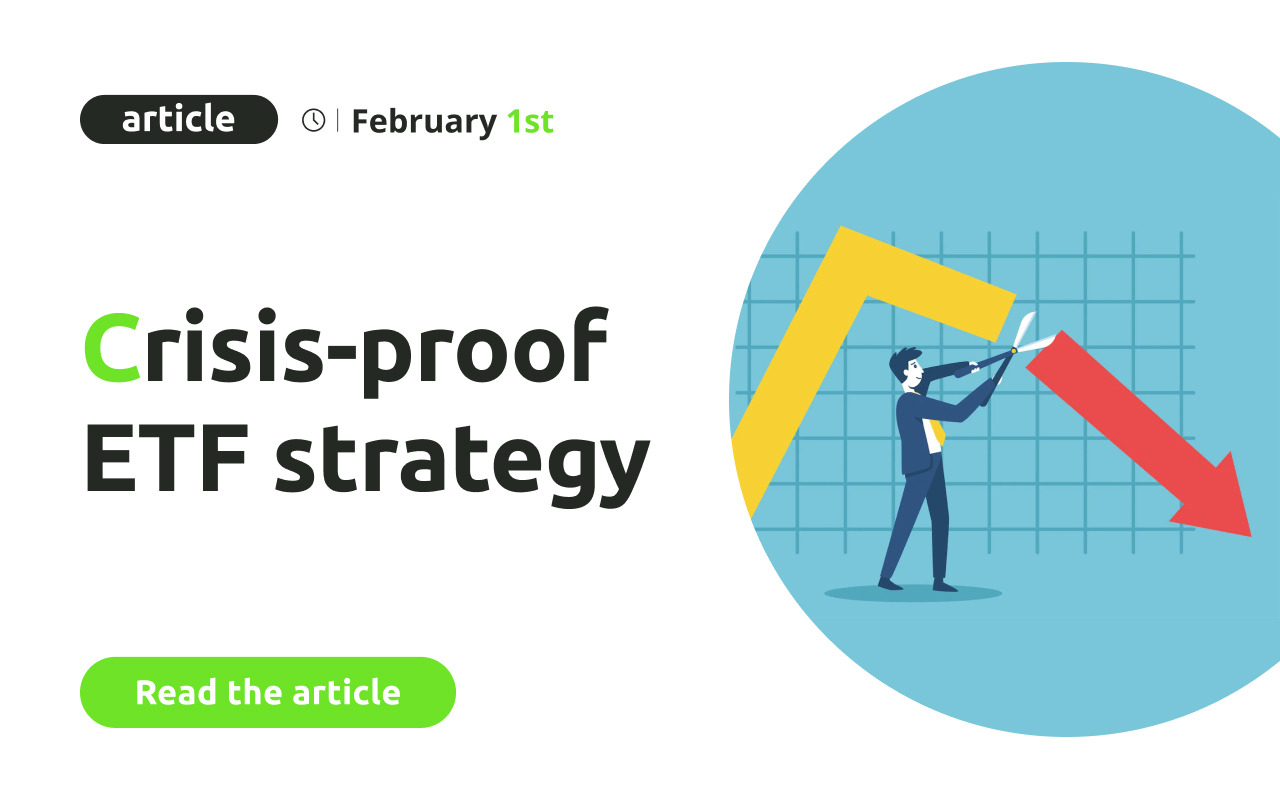 article
February 1st
Crisis-proof
ETF strategy
Read the article